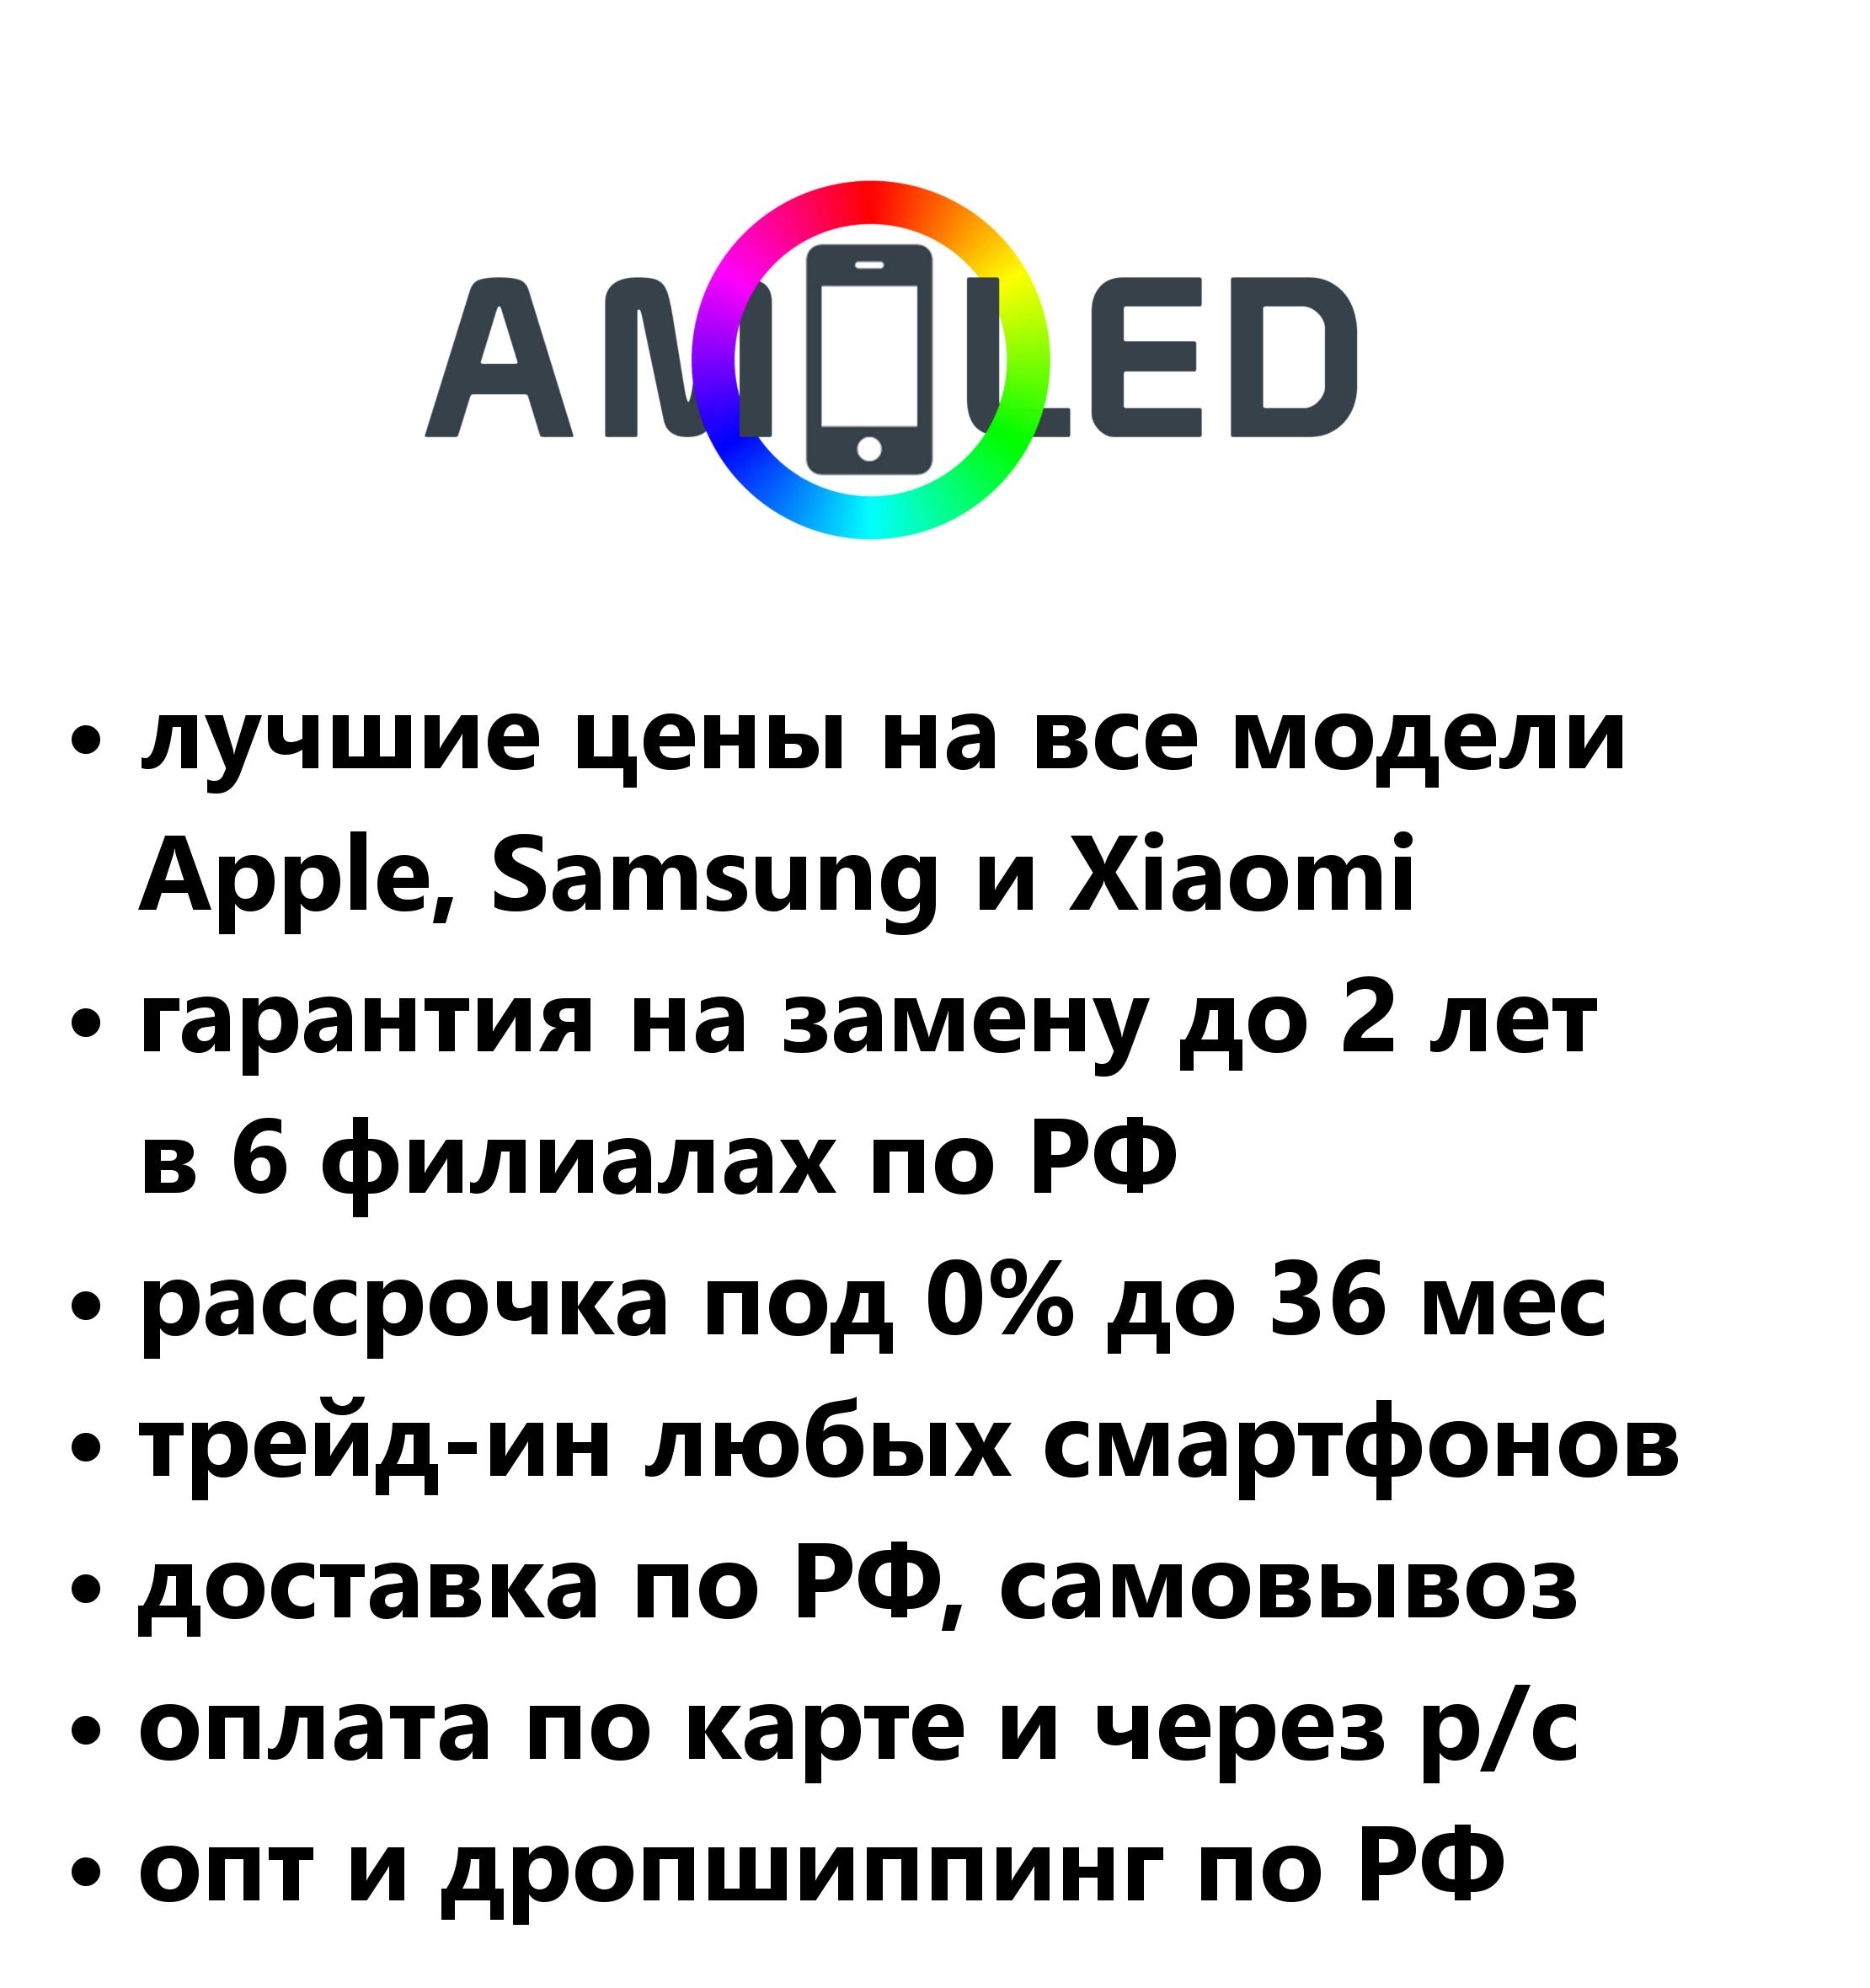 AMOLED
• лучшие цены на все модели
Apple, Samsung и Xiaomi
• гарантия на замену до 2 лет
в 6 филиалах по РФ
• рассрочка под 0% до 36 мес
• трейд-ин любых смартфонов
• доставка по РФ, самовывоз
• оплата по карте и через р/с
• опт и дропшиппинг по РФ